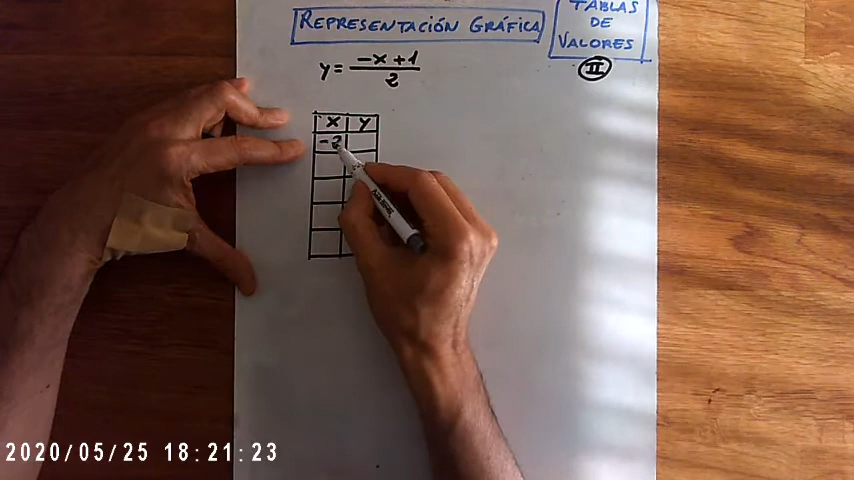 REPRESENTACIÓN GRÁFICA
TABLAS
DE
VALORES
II
y = -x + 1
2
x y
-2
2020/05/25 18:21:23